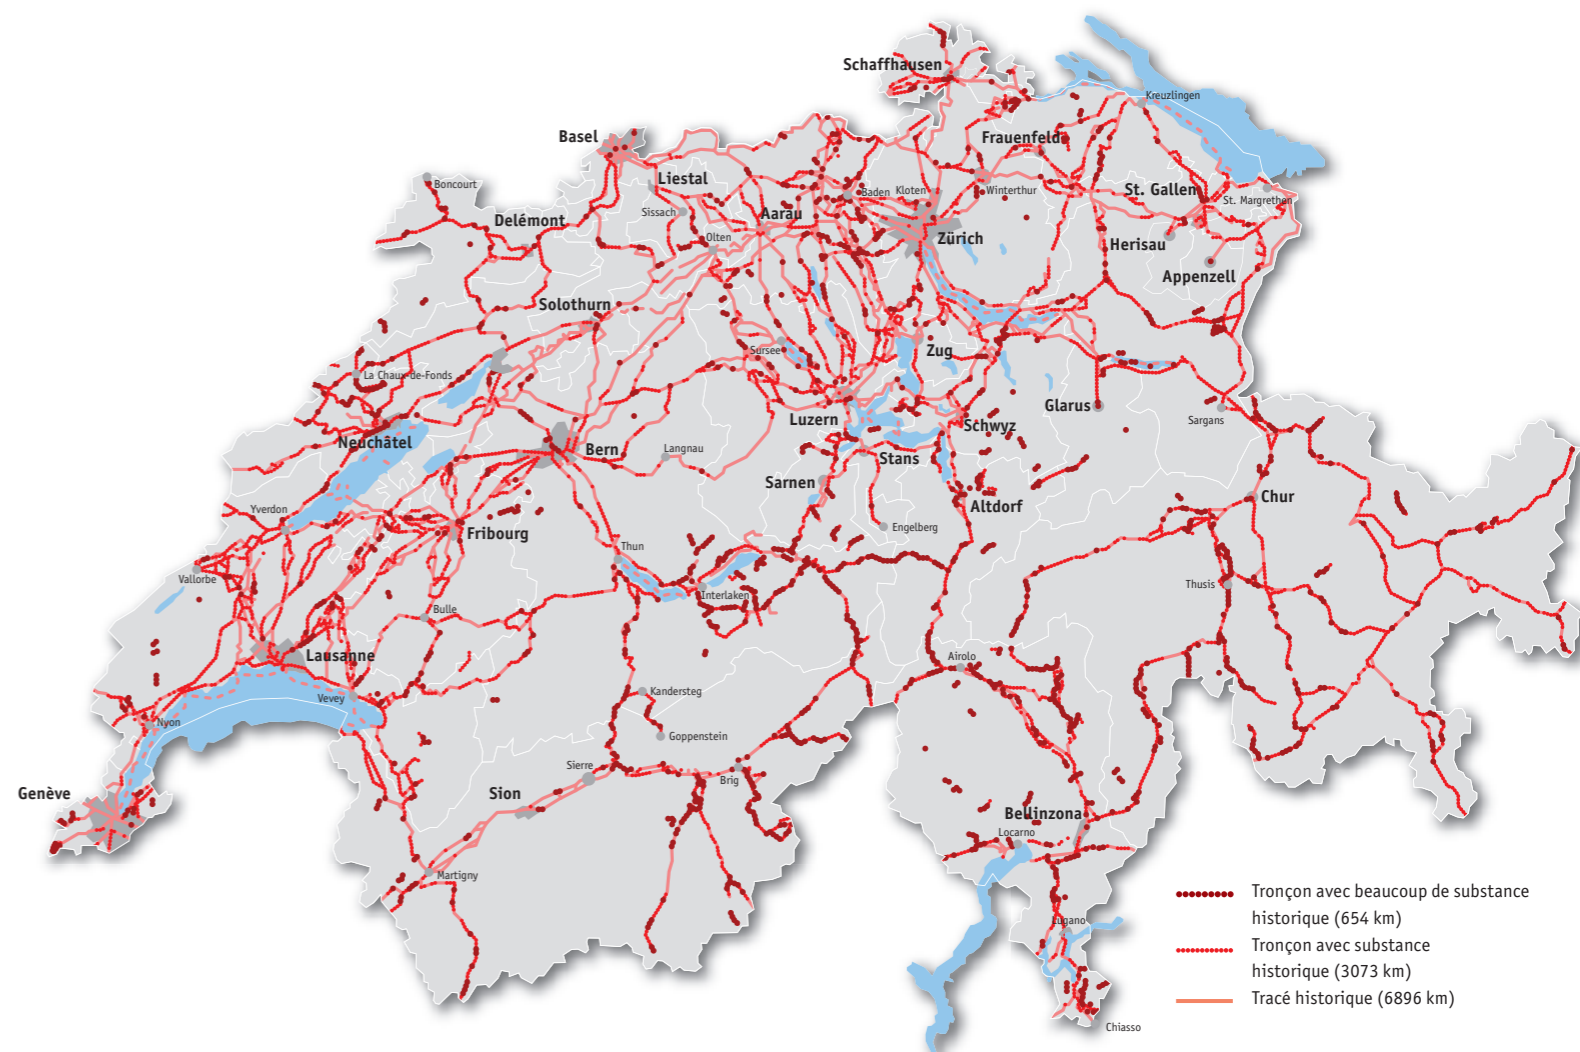 Schaffhausen
Kreuzlingen
Basel
Frauenfeld
Liestal
Boncourt
Baden
Kloten
Winterthur
St. Gallen
St. Margrethen
Sissach
Aarau
Delémont
Olten
Zürich
Herisau
Appenzell
Solothurn
Sursee
Zug
La Chaux-de-Fonds
Glarus
Luzern
Sargans
Schwyz
Neuchâtel
Bern
Langnau
Stans
Sarnen
Chur
Altdorf
Yverdon
Engelberg
Fribourg
Thun
Vallorbe
Thusis
Interlaken
Bulle
Lausanne
Airolo
Kandersteg
Vevey
Nyon
Goppenstein
Sierre
Brig
Genève
Sion
Bellinzona
Locarno
Martigny
Lugano
Chiasso
Tronçon avec beaucoup de substance
historique (654 km)
Tronçon avec substance
historique (3073 km)
Tracé historique (6896 km)